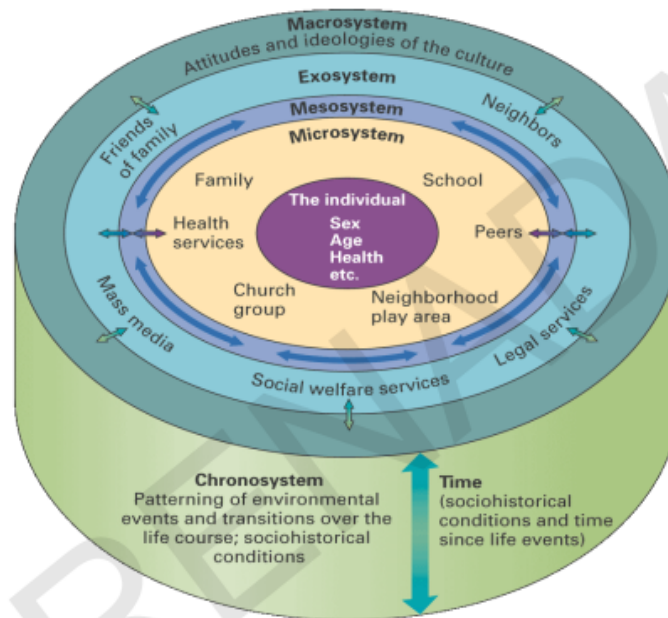 Macrosystem
Attitudes and ideologies of the culture
Exosystem
Mesosystem
Microsystem
Friends
of family
Neighbors
Family
School
The individual
Sex
Age
Health
etc.
Health
services
Peers
Church
group
Neighborhood
play area
Mass media
Legal services
Social welfare services
Chronosystem
Patterning of environmental
events and transitions over the
life course; sociohistorical
conditions
Time
(sociohistorical
conditions and time
since life events)